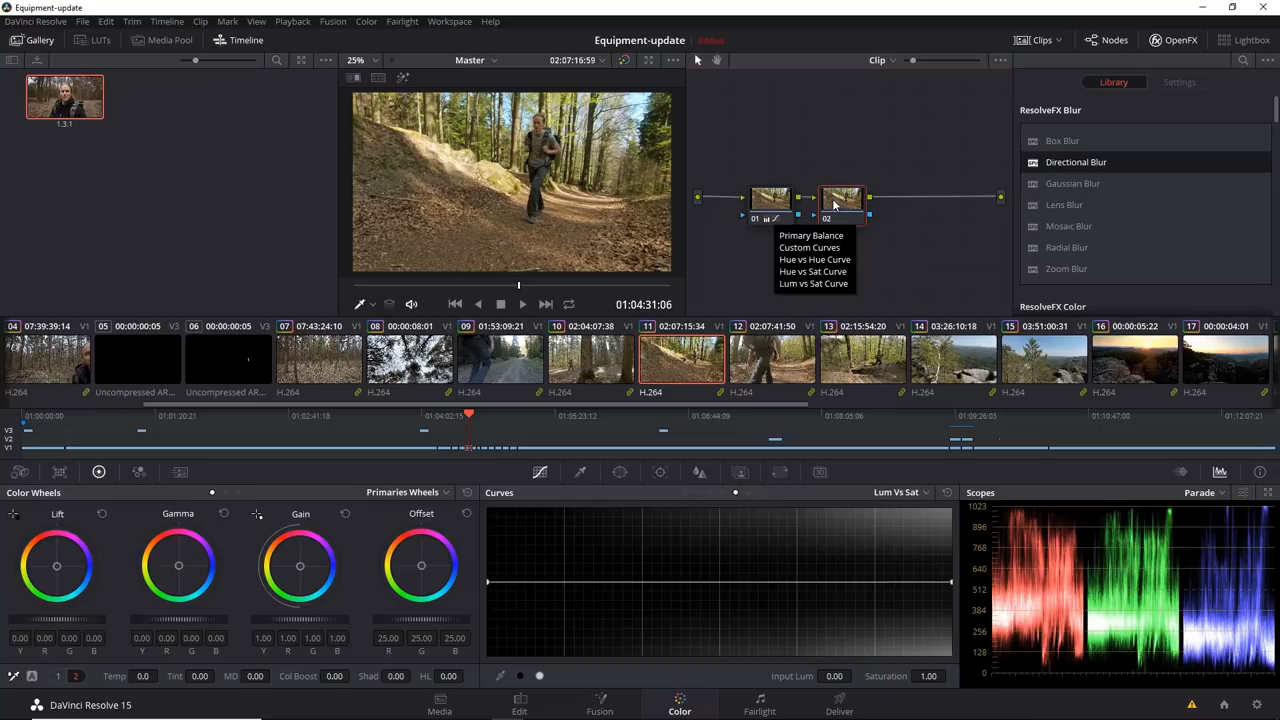 Equipment-update
DaVinci Resolve File Edit Trim Timeline Clip Mark View Playback Fusion Color Fairlight Workspace Help
Gallery LUTs Media Pool Timeline Equipment-update Edited Clips Nodes OpenFX Lightbox
25% Master 02:07:16:59 Clip
Library Settings
1.3.1
ResolveFX Blur
Box Blur
Directional Blur
Gaussian Blur
Lens Blur
Mosaic Blur
Radial Blur
Zoom Blur
ResolveFX Color
01 02
Primary Balance
Custom Curves
Hue vs Hue Curve
Hue vs Sat Curve
Lum vs Sat Curve
01:04:31:06
04 07:39:39:14 V1 05 00:00:00:05 V3 06 00:00:00:05 V3 07 07:43:24:10 V1 08 00:00:08:01 V1 09 01:53:09:21 V1 10 02:04:07:38 V1 11 02:07:15:34 V1 12 02:07:41:50 V1 13 02:15:54:20 V1 14 03:26:10:18 V1 15 03:51:00:31 V1 16 00:00:05:22 V1 17 00:00:04:01 V1
H.264 Uncompressed AR... Uncompressed AR... H.264 H.264 H.264 H.264 H.264 H.264 H.264 H.264 H.264 H.264 H.264
01:00:00:00 01:01:20:21 01:02:41:18 01:04:02:15 01:05:23:12 01:06:44:09 01:08:05:06 01:09:26:03 01:10:47:00 01:12:07:21
V3
V2
V1
Color Wheels Primaries Wheels Curves Lum Vs Sat Scopes Parade
Lift Gamma Gain Offset
1023
896
768
640
512
384
256
128
0
0.00 0.00 0.00 0.00 0.00 0.00 0.00 0.00 1.00 1.00 1.00 1.00 25.00 25.00 25.00
Y R G B Y R G B Y R G B R G B
A 1 2 Temp 0.0 Tint 0.00 MD 0.00 Col Boost 0.00 Shad 0.00 HL 0.00 Input Lum 0.00 Saturation 1.00
DaVinci Resolve 15 Media Edit Fusion Color Fairlight Deliver